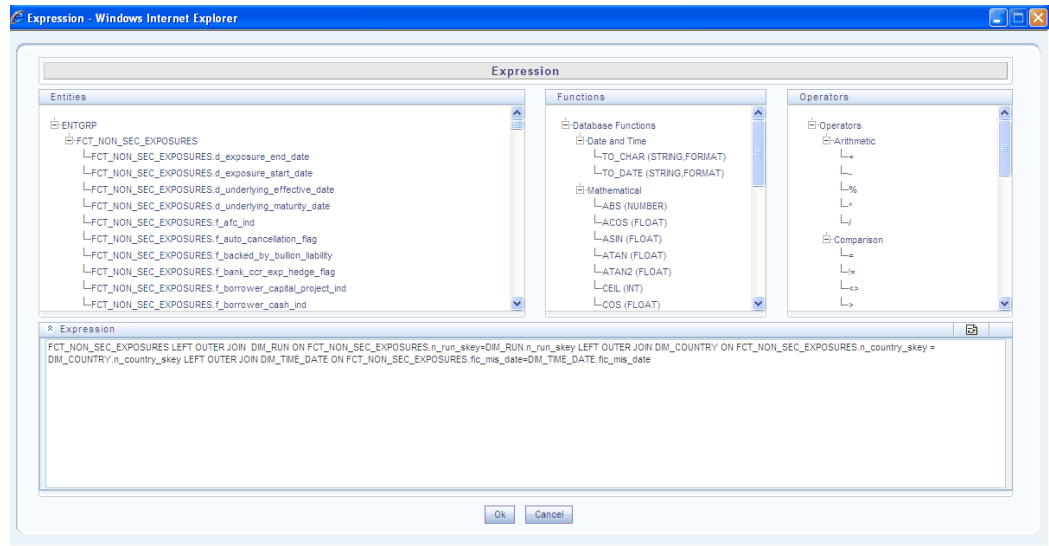 Expression - Windows Internet Explorer
Expression
Entities
ENTGRP
FCT_NON_SEC_EXPOSURES
FCT_NON_SEC_EXPOSURES.d_exposure_end_date
FCT_NON_SEC_EXPOSURES.d_exposure_start_date
FCT_NON_SEC_EXPOSURES.d_underlying_effective_date
FCT_NON_SEC_EXPOSURES.d_underlying_maturity_date
FCT_NON_SEC_EXPOSURES.f_afc_ind
FCT_NON_SEC_EXPOSURES.f_auto_cancellation_flag
FCT_NON_SEC_EXPOSURES.f_backed_by_bullion_liability
FCT_NON_SEC_EXPOSURES.f_bank_ccr_exp_hedge_flag
FCT_NON_SEC_EXPOSURES.f_borrower_capital_project_ind
FCT_NON_SEC_EXPOSURES.f_borrower_cash_ind
Functions
Database Functions
Date and Time
TO_CHAR (STRING,FORMAT)
TO_DATE (STRING,FORMAT)
Mathematical
ABS (NUMBER)
ACOS (FLOAT)
ASIN (FLOAT)
ATAN (FLOAT)
ATAN2 (FLOAT)
CEIL (INT)
COS (FLOAT)
Operators
Operators
Arithmetic
+
-
%
*
/
Comparison
=
!=
<>
>
Expression
FCT_NON_SEC_EXPOSURES LEFT OUTER JOIN  DIM_RUN ON FCT_NON_SEC_EXPOSURES.n_run_skey=DIM_RUN.n_run_skey LEFT OUTER JOIN DIM_COUNTRY ON FCT_NON_SEC_EXPOSURES.n_country_skey =
DIM_COUNTRY.n_country_skey LEFT OUTER JOIN DIM_TIME_DATE ON FCT_NON_SEC_EXPOSURES.fic_mis_date=DIM_TIME_DATE.fic_mis_date
Ok
Cancel